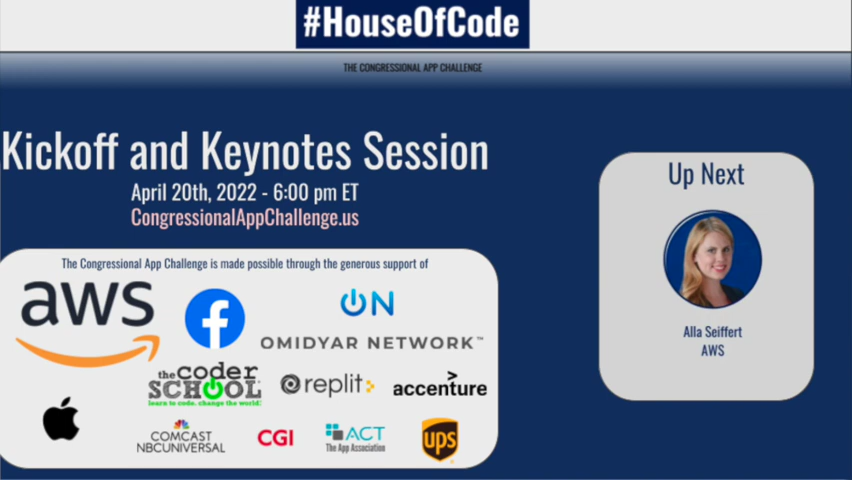 #HouseOfCode
THE CONGRESSIONAL APP CHALLENGE
Kickoff and Keynotes Session
April 20th, 2022 - 6:00 pm ET
CongressionalAppChallenge.us
Up Next
Alla Seiffert
AWS
The Congressional App Challenge is made possible through the generous support of
aws
f
ON
OMIDYAR NETWORK™
the coder
SCHOOL
learn to code. change the world!
replit
accenture
COMCAST
NBCUNIVERSAL
CGI
ACT
The App Association
ups